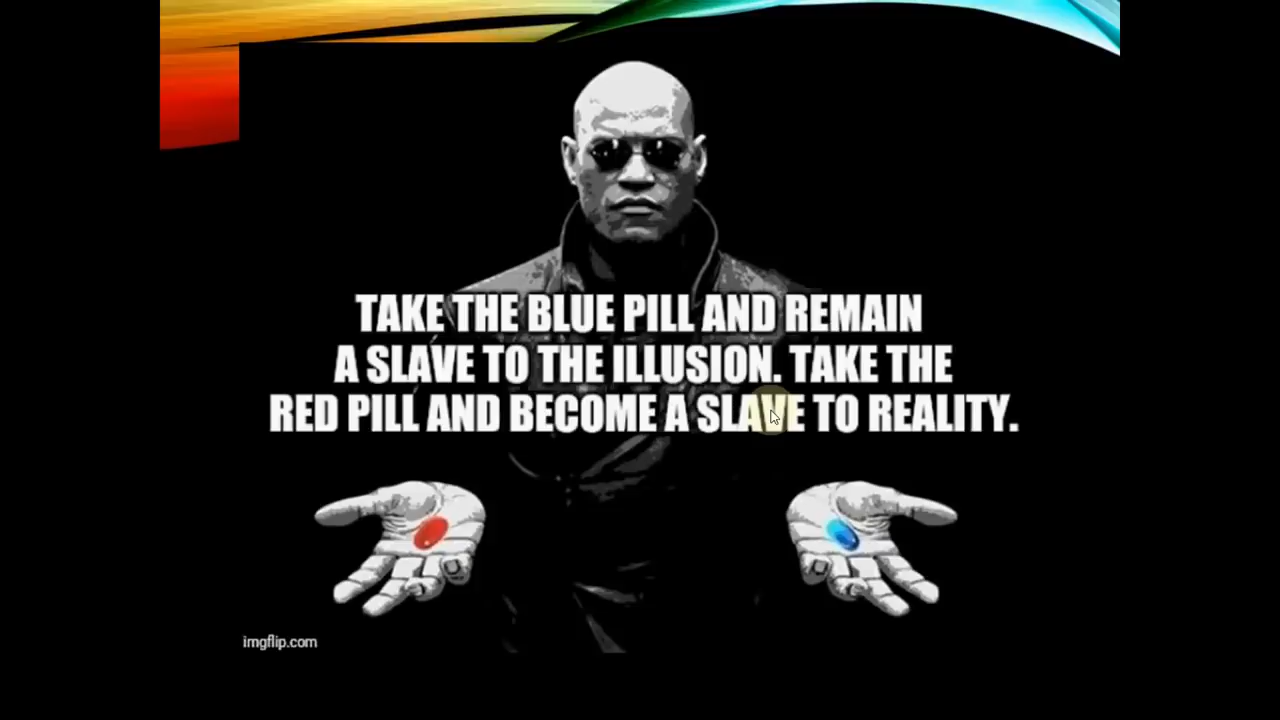 TAKE THE BLUE PILL AND REMAIN
A SLAVE TO THE ILLUSION. TAKE THE
RED PILL AND BECOME A SLAVE TO REALITY.
imgflip.com